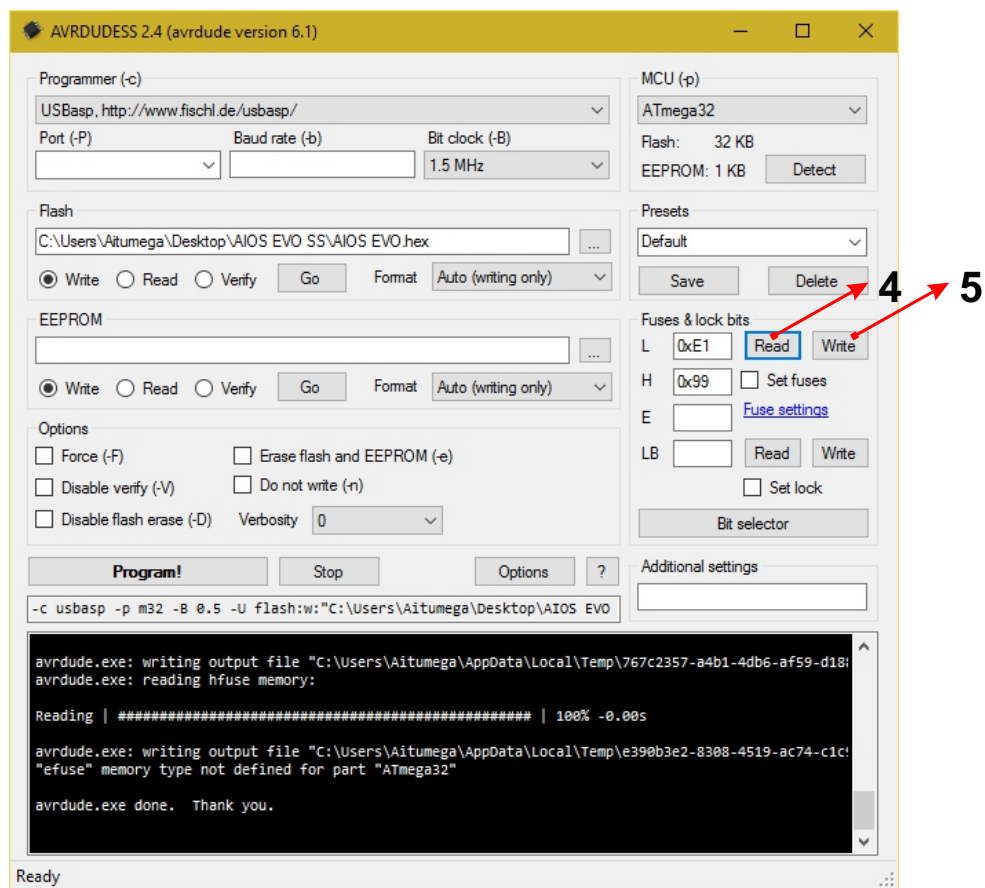 AVRDUDESS 2.4 (avrdude version 6.1)
Programmer (-c)
USBasp, http://www.fischl.de/usbasp/
Port (-P) Baud rate (-b) Bit clock (-B)
1.5 MHz
MCU (-p)
ATmega32
Flash: 32 KB
EEPROM: 1 KB Detect
Flash
C:\Users\Aitumega\Desktop\AIOS EVO SS\AIOS EVO.hex ...
Write Read Verify Go Format Auto (writing only)
Presets
Default
Save Delete
4 5
EEPROM
...
Write Read Verify Go Format Auto (writing only)
Fuses & lock bits
L 0xE1 Read Write
H 0x99 Set fuses
E Fuse settings
LB Read Write
Set lock
Bit selector
Options
Force (-F) Erase flash and EEPROM (-e)
Disable verify (-V) Do not write (-n)
Disable flash erase (-D) Verbosity 0
Program! Stop Options ?
Additional settings
-c usbasp -p m32 -B 0.5 -U flash:w:"C:\Users\Aitumega\Desktop\AIOS EVO
avrdude.exe: writing output file "C:\Users\Aitumega\AppData\Local\Temp\767c2357-a4b1-4db6-af59-d18
avrdude.exe: reading hfuse memory:
Reading | ################################################## | 100% -0.00s
avrdude.exe: writing output file "C:\Users\Aitumega\AppData\Local\Temp\e390b3e2-8308-4519-ac74-c1c
"efuse" memory type not defined for part "ATmega32"
avrdude.exe done.  Thank you.
Ready